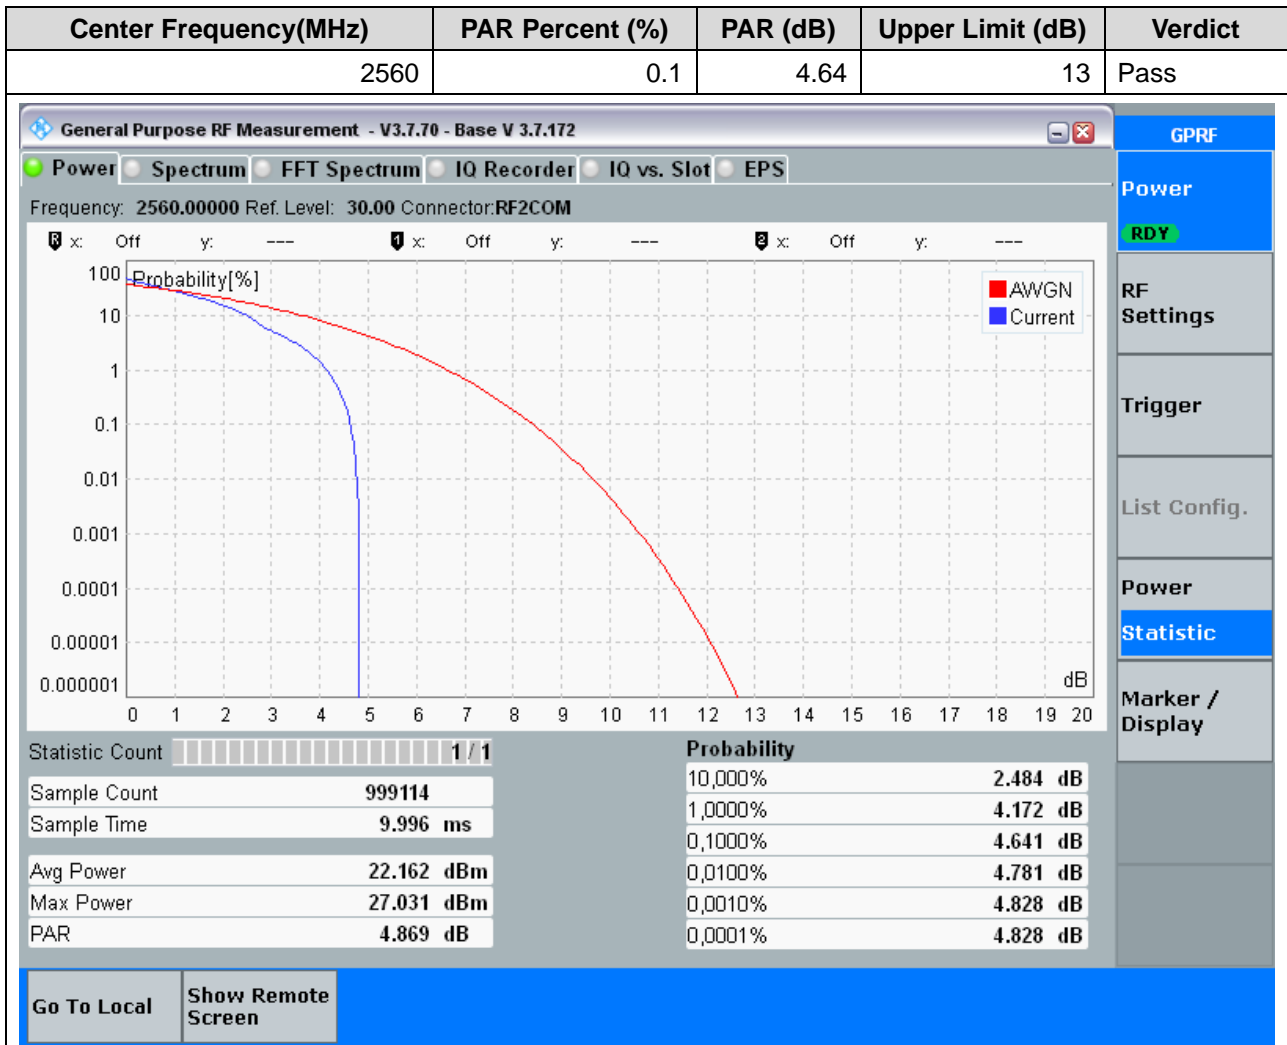 Center Frequency(MHz) PAR Percent (%) PAR (dB) Upper Limit (dB) Verdict
2560 0.1 4.64 13 Pass
General Purpose RF Measurement - V3.7.70 - Base V 3.7.172
GPRF
Power Spectrum FFT Spectrum IQ Recorder IQ vs. Slot EPS
Power
RDY
Frequency: 2560.00000 Ref. Level: 30.00 Connector:RF2COM
R x: Off y: --- 1 x: Off y: --- 2 x: Off y: ---
Probability[%]
AWGN
Current
100
10
1
0.1
0.01
0.001
0.0001
0.00001
0.000001
dB
0 1 2 3 4 5 6 7 8 9 10 11 12 13 14 15 16 17 18 19 20
RF
Settings
Trigger
List Config.
Power
Statistic
Marker /
Display
Statistic Count 1 / 1
Sample Count 999114
Sample Time 9.996 ms
Avg Power 22.162 dBm
Max Power 27.031 dBm
PAR 4.869 dB
Probability
10,000% 2.484 dB
1,0000% 4.172 dB
0,1000% 4.641 dB
0,0100% 4.781 dB
0,0010% 4.828 dB
0,0001% 4.828 dB
Go To Local
Show Remote
Screen